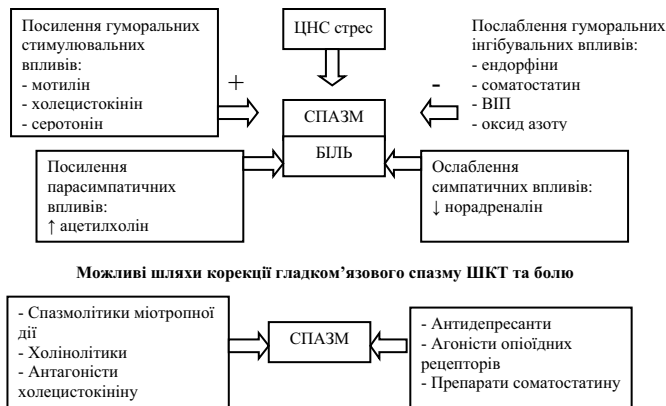 Посилення гуморальних
стимулювальних
впливів:
- мотилін
- холецистокінін
- серотонін
ЦНС стрес
Послаблення гуморальних
інгібувальних впливів:
- ендорфіни
- соматостатин
- ВІП
- оксид азоту
+
-
СПАЗМ
БІЛЬ
Посилення
парасимпатичних
впливів:
↑ ацетилхолін
Ослаблення
симпатичних впливів:
↓ норадреналін
Можливі шляхи корекції гладком’язового спазму ШКТ та болю
- Спазмолітики міотропної
дії
- Холінолітики
- Антагоністи
холецистокініну
СПАЗМ
- Антидепресанти
- Агоністи опіоїдних
рецепторів
- Препарати соматостатину